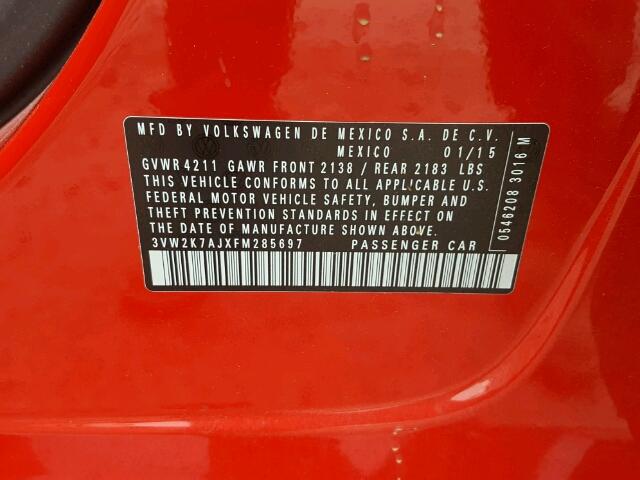 MFD BY VOLKSWAGEN DE MEXICO S.A. DE C.V.
MEXICO 01/15
GVWR 4211 GAWR FRONT 2138 / REAR 2183 LBS
THIS VEHICLE CONFORMS TO ALL APPLICABLE U.S.
FEDERAL MOTOR VEHICLE SAFETY, BUMPER AND
THEFT PREVENTION STANDARDS IN EFFECT ON
THE DATE OF MANUFACTURE SHOWN ABOVE.
3VW2K7AJXFM285697 PASSENGER CAR
0546208 3016 M